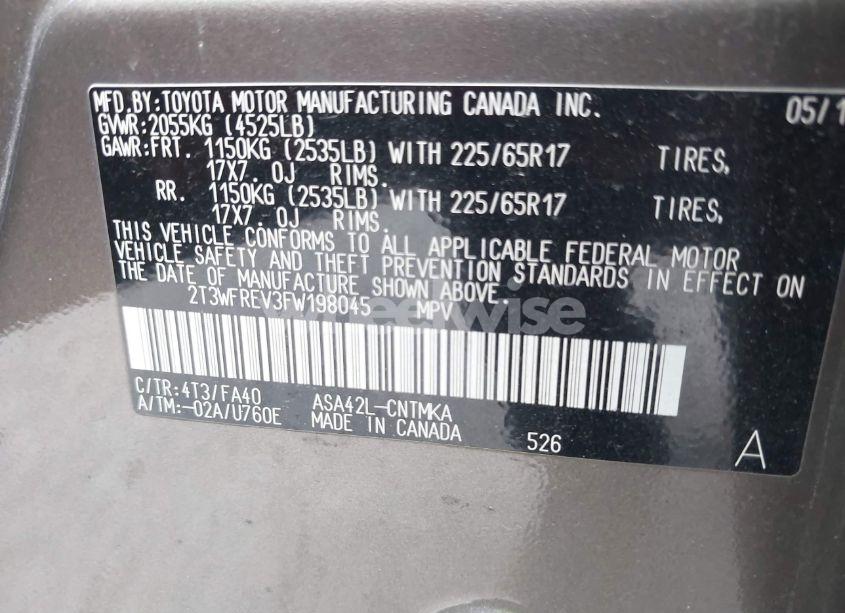 MFD.BY:TOYOTA MOTOR MANUFACTURING CANADA INC. 05/1
GVWR:2055KG (4525LB)
GAWR:FRT. 1150KG (2535LB) WITH 225/65R17 TIRES,
17X7.0J RIMS.
RR. 1150KG (2535LB) WITH 225/65R17 TIRES,
17X7.0J RIMS.
THIS VEHICLE CONFORMS TO ALL APPLICABLE FEDERAL MOTOR
VEHICLE SAFETY AND THEFT PREVENTION STANDARDS IN EFFECT ON
THE DATE OF MANUFACTURE SHOWN ABOVE.
2T3WFREV3FW198045 MPV
C/TR:4T3/FA40 ASA42L-CNTMKA
A/TM:-02A/U760E MADE IN CANADA 526 A